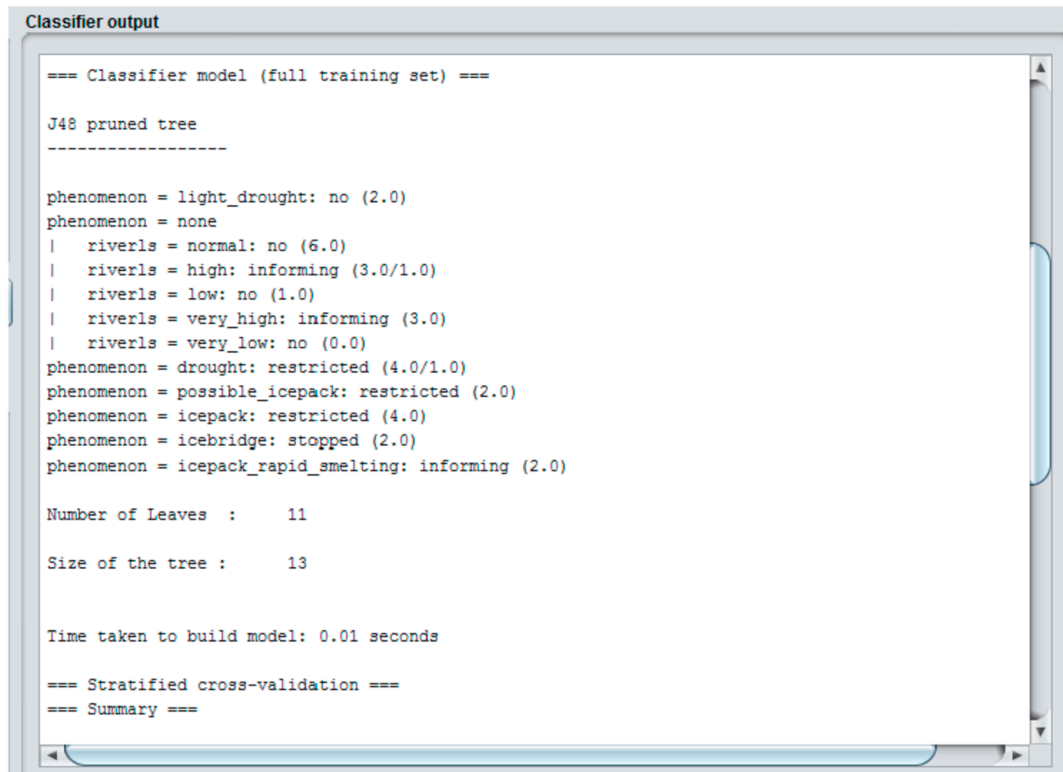 Classifier output
=== Classifier model (full training set) ===
J48 pruned tree
------------------
phenomenon = light_drought: no (2.0)
phenomenon = none
|   riverls = normal: no (6.0)
|   riverls = high: informing (3.0/1.0)
|   riverls = low: no (1.0)
|   riverls = very_high: informing (3.0)
|   riverls = very_low: no (0.0)
phenomenon = drought: restricted (4.0/1.0)
phenomenon = possible_icepack: restricted (2.0)
phenomenon = icepack: restricted (4.0)
phenomenon = icebridge: stopped (2.0)
phenomenon = icepack_rapid_smelting: informing (2.0)
Number of Leaves  :     11
Size of the tree :      13
Time taken to build model: 0.01 seconds
=== Stratified cross-validation ===
=== Summary ===